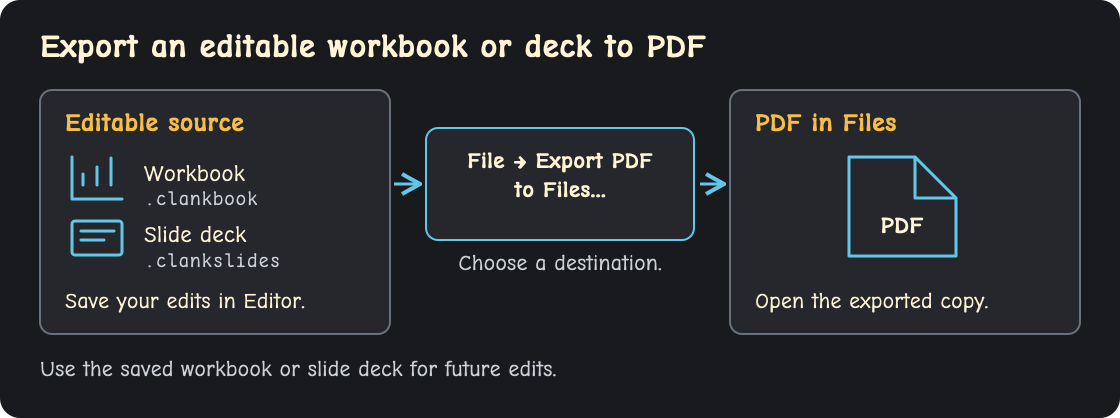 Export an editable workbook or deck to PDF
Editable source
Workbook
.clankbook
Slide deck
.clankslides
Save your edits in Editor.
File → Export PDF
to Files...
Choose a destination.
PDF in Files
PDF
Open the exported copy.
Use the saved workbook or slide deck for future edits.